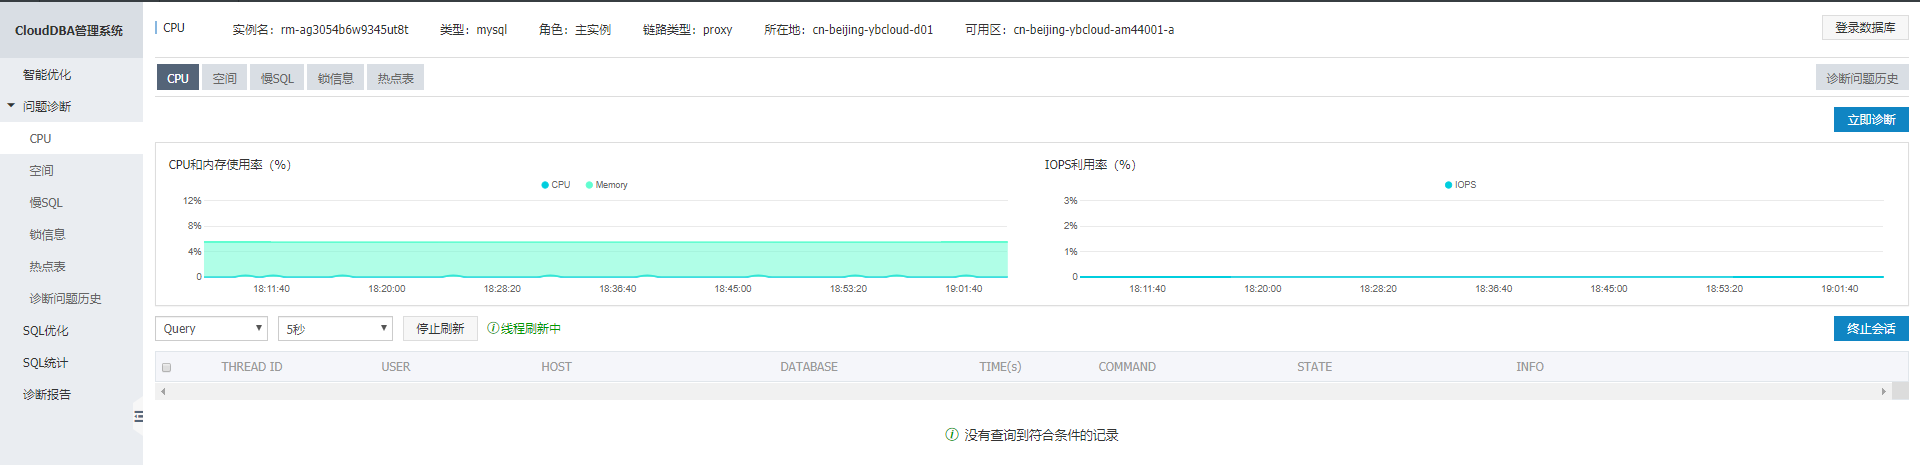 CloudDBA管理系统
智能优化
问题诊断
CPU
空间
慢SQL
锁信息
热点表
诊断问题历史
SQL优化
SQL统计
诊断报告
CPU 实例名：rm-ag3054b6w9345ut8t 类型：mysql 角色：主实例 链路类型：proxy 所在地：cn-beijing-ybcloud-d01 可用区：cn-beijing-ybcloud-am44001-a 登录数据库
CPU 空间 慢SQL 锁信息 热点表 诊断问题历史
立即诊断
CPU和内存使用率（%）
CPU Memory
12%
8%
4%
0
18:11:40 18:20:00 18:28:20 18:36:40 18:45:00 18:53:20 19:01:40
IOPS利用率（%）
IOPS
3%
2%
1%
0
18:11:40 18:20:00 18:28:20 18:36:40 18:45:00 18:53:20 19:01:40
Query 5秒 停止刷新 线程刷新中 终止会话
THREAD ID USER HOST DATABASE TIME(s) COMMAND STATE INFO
没有查询到符合条件的记录